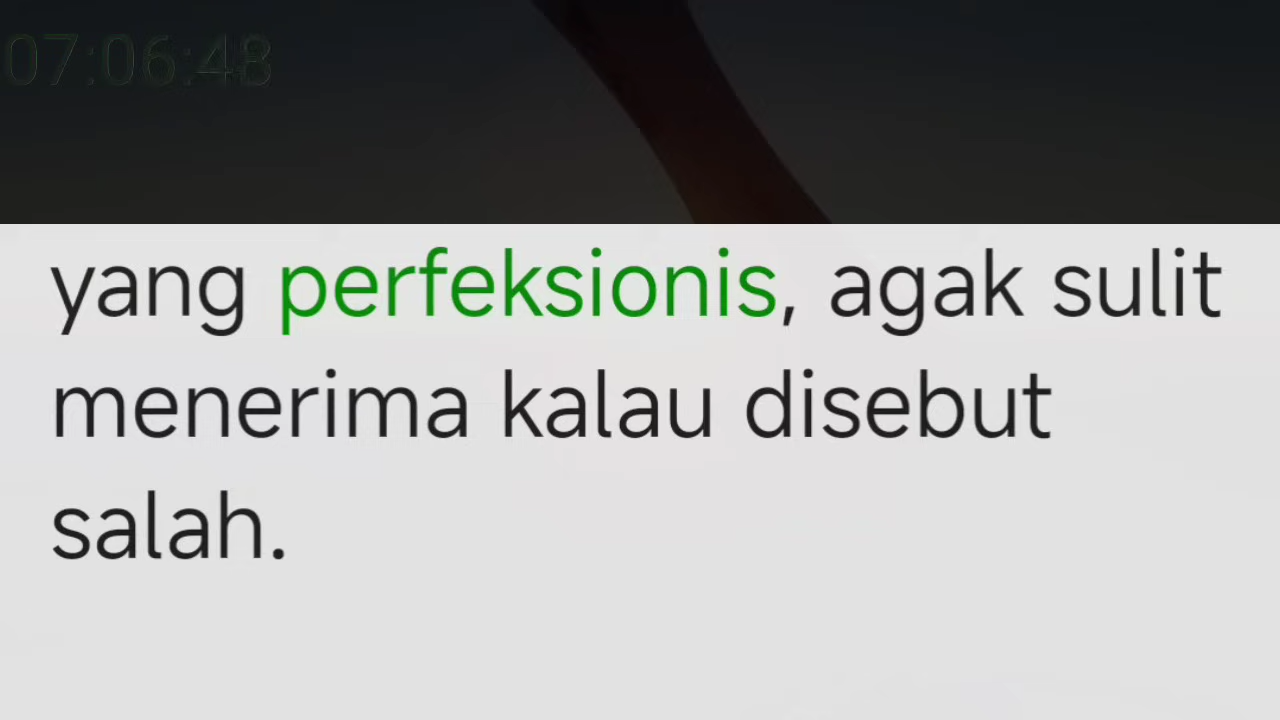 07:06:48
yang perfeksionis, agak sulit
menerima kalau disebut
salah.